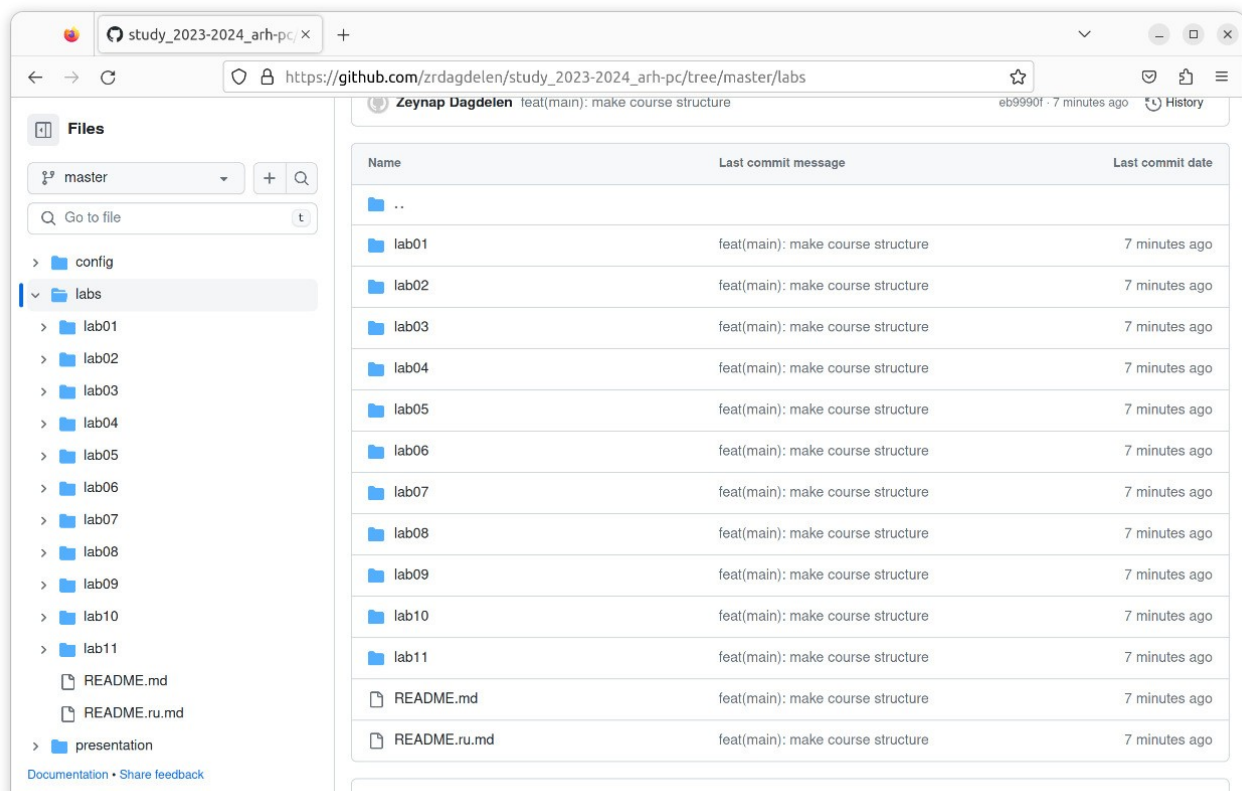 study_2023-2024_arh-pc/
https://github.com/zrdagdelen/study_2023-2024_arh-pc/tree/master/labs
Files
master
Go to file
t
config
labs
lab01
lab02
lab03
lab04
lab05
lab06
lab07
lab08
lab09
lab10
lab11
README.md
README.ru.md
presentation
Documentation • Share feedback
Zeynap Dagdelen feat(main): make course structure eb9990f · 7 minutes ago History
Name Last commit message Last commit date
..
lab01 feat(main): make course structure 7 minutes ago
lab02 feat(main): make course structure 7 minutes ago
lab03 feat(main): make course structure 7 minutes ago
lab04 feat(main): make course structure 7 minutes ago
lab05 feat(main): make course structure 7 minutes ago
lab06 feat(main): make course structure 7 minutes ago
lab07 feat(main): make course structure 7 minutes ago
lab08 feat(main): make course structure 7 minutes ago
lab09 feat(main): make course structure 7 minutes ago
lab10 feat(main): make course structure 7 minutes ago
lab11 feat(main): make course structure 7 minutes ago
README.md feat(main): make course structure 7 minutes ago
README.ru.md feat(main): make course structure 7 minutes ago